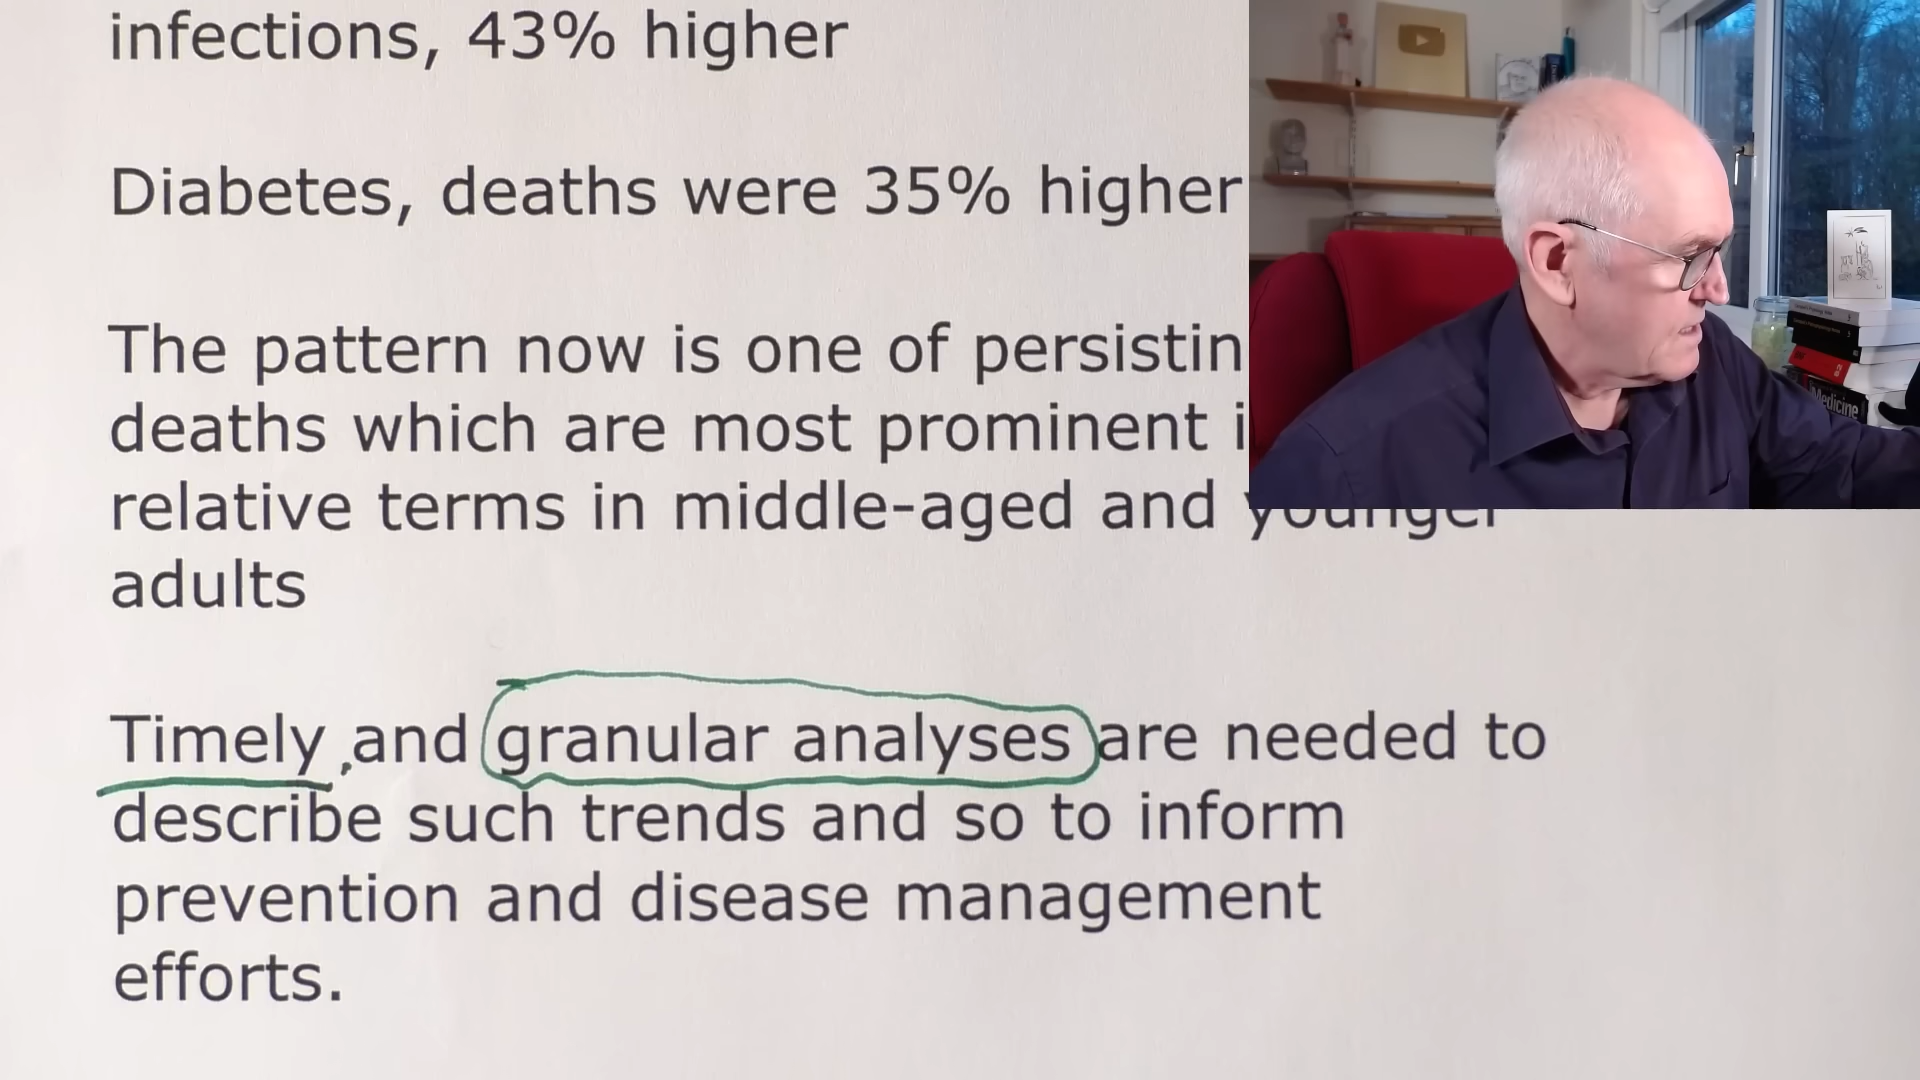 infections, 43% higher
Diabetes, deaths were 35% higher
The pattern now is one of
deaths which are most prominent
relative terms in middle-aged and younger
adults
Timely, and granular analyses are needed to
describe such trends and so to inform
prevention and disease management
efforts.
Medicine